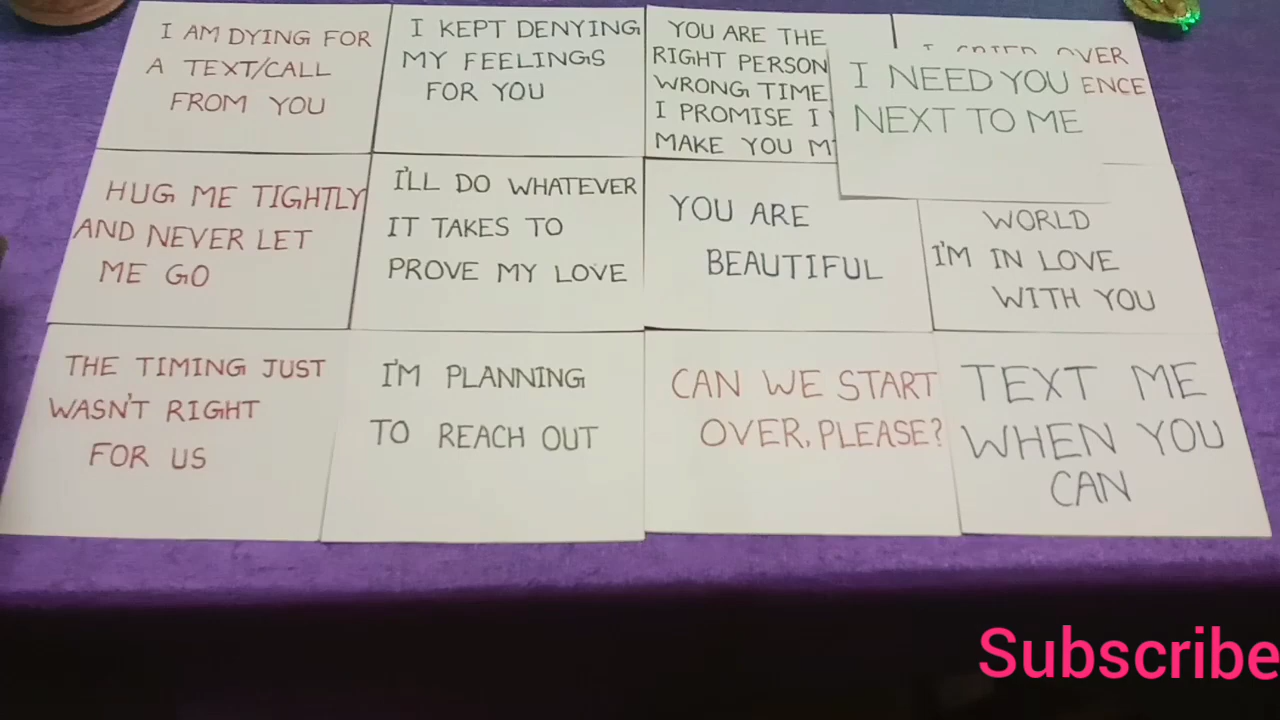 I AM DYING FOR
A TEXT/CALL
FROM YOU
I KEPT DENYING
MY FEELINGS
FOR YOU
YOU ARE THE
RIGHT PERSON
WRONG TIME
I PROMISE I
MAKE YOU M
OVER
ENCE
I NEED YOU
NEXT TO ME
HUG ME TIGHTLY
AND NEVER LET
ME GO
I'LL DO WHATEVER
IT TAKES TO
PROVE MY LOVE
YOU ARE
BEAUTIFUL
WORLD
I'M IN LOVE
WITH YOU
THE TIMING JUST
WASN'T RIGHT
FOR US
I'M PLANNING
TO REACH OUT
CAN WE START
OVER, PLEASE?
TEXT ME
WHEN YOU
CAN
Subscribe